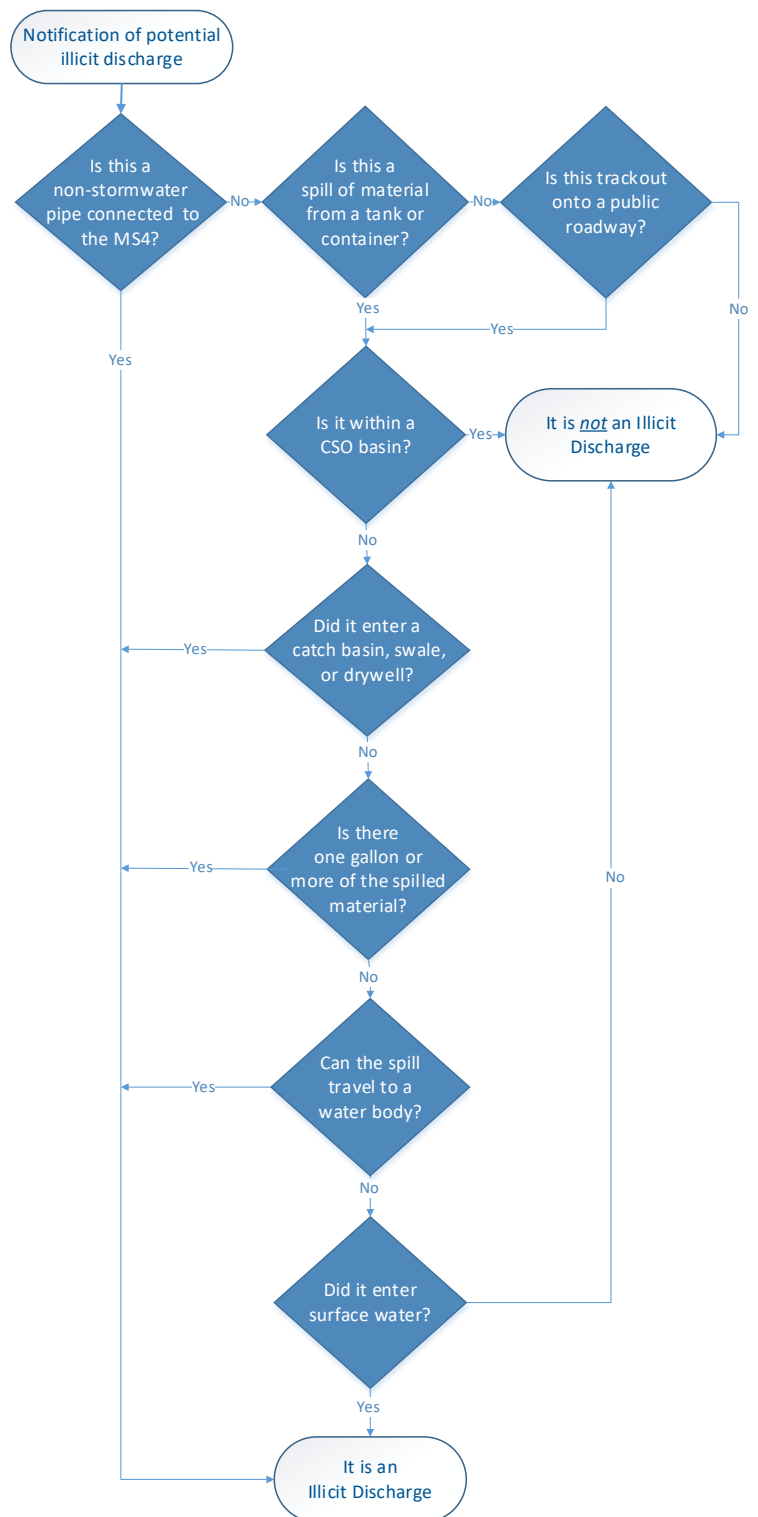 Notification of potential
illicit discharge
Is this a
non-stormwater
pipe connected to
the MS4?
No
Is this a
spill of material
from a tank or
container?
No
Is this trackout
onto a public
roadway?
No
Yes
Yes
Yes
Is it within a
CSO basin?
Yes
It is not an Illicit
Discharge
No
Did it enter a
catch basin, swale,
or drywell?
Yes
No
Is there
one gallon or
more of the spilled
material?
Yes
No
No
Can the spill
travel to a
water body?
Yes
No
Did it enter
surface water?
Yes
It is an
Illicit Discharge